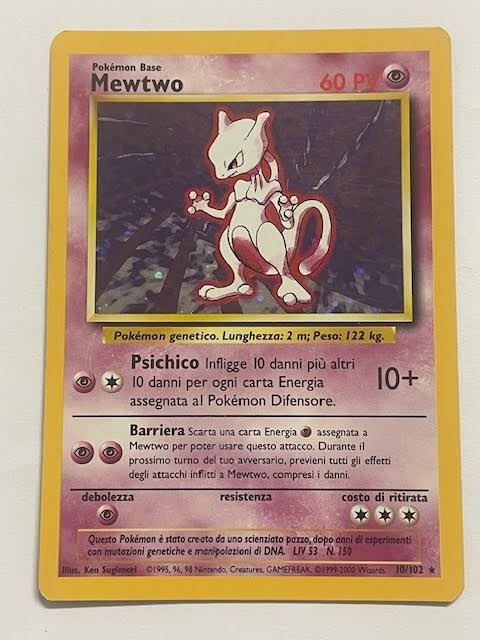 Pokémon Base
Mewtwo 60 PV
Pokémon genetico. Lunghezza: 2 m; Peso: 122 kg.
Psichico Infligge 10 danni più altri
10 danni per ogni carta Energia
assegnata al Pokémon Difensore.
10+
Barriera Scarta una carta Energia assegnata a
Mewtwo per poter usare questo attacco. Durante il
prossimo turno del tuo avversario, previeni tutti gli effetti
degli attacchi inflitti a Mewtwo, compresi i danni.
debolezza resistenza costo di ritirata
Questo Pokémon è stato creato da uno scienziato pazzo, dopo anni di esperimenti
con mutazioni genetiche e manipolazioni di DNA. LIV 53 N. 150
Illus. Ken Sugimori ©1995, 96, 98 Nintendo, Creatures, GAMEFREAK. ©1999-2000 Wizards. 10/102 ★